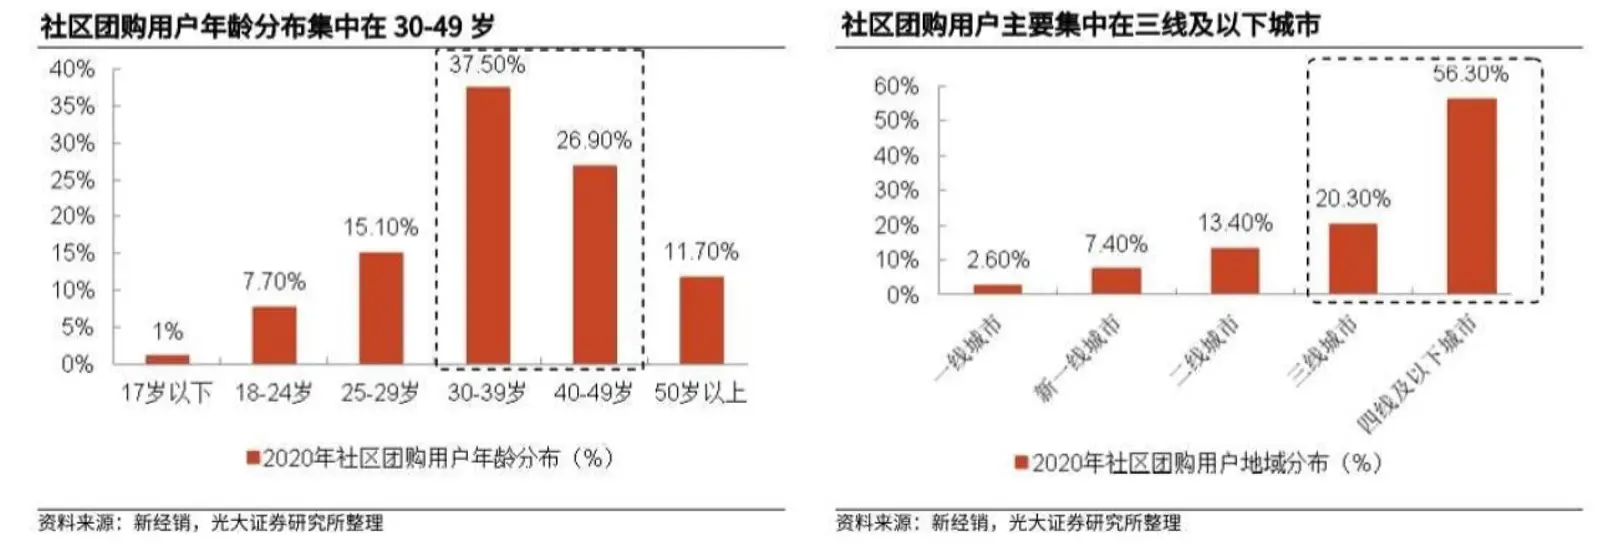 社区团购用户年龄分布集中在 30-49 岁
40%
35%
30%
25%
20%
15%
10%
5%
0%
1%
7.70%
15.10%
37.50%
26.90%
11.70%
17岁以下
18-24岁
25-29岁
30-39岁
40-49岁
50岁以上
2020年社区团购用户年龄分布（%）
资料来源：新经销，光大证券研究所整理
社区团购用户主要集中在三线及以下城市
60%
50%
40%
30%
20%
10%
0%
2.60%
7.40%
13.40%
20.30%
56.30%
一线城市
新一线城市
二线城市
三线城市
四线及以下城市
2020年社区团购用户地域分布（%）
资料来源：新经销，光大证券研究所整理